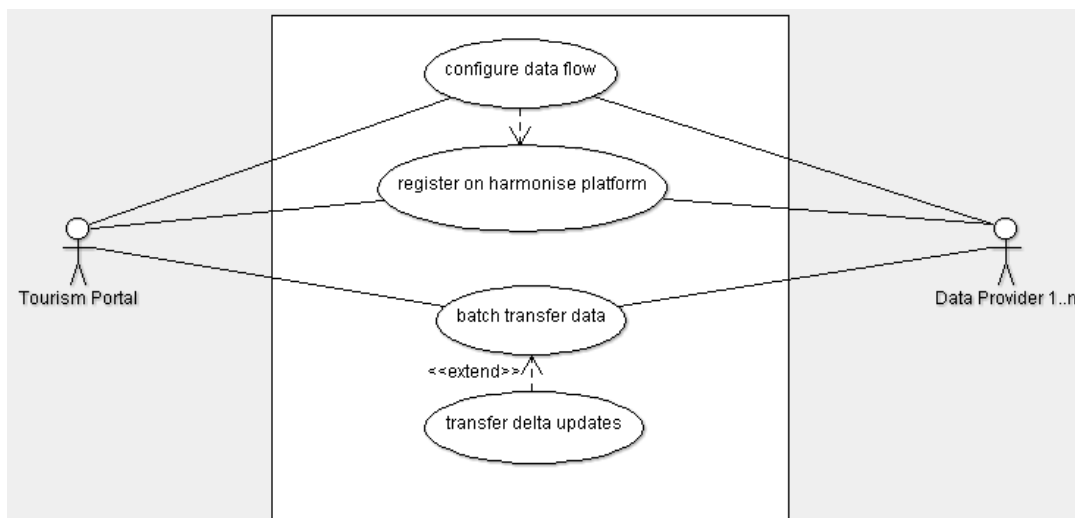 configure data flow
register on harmonise platform
Tourism Portal
Data Provider 1..n
batch transfer data
<<extend>>
transfer delta updates